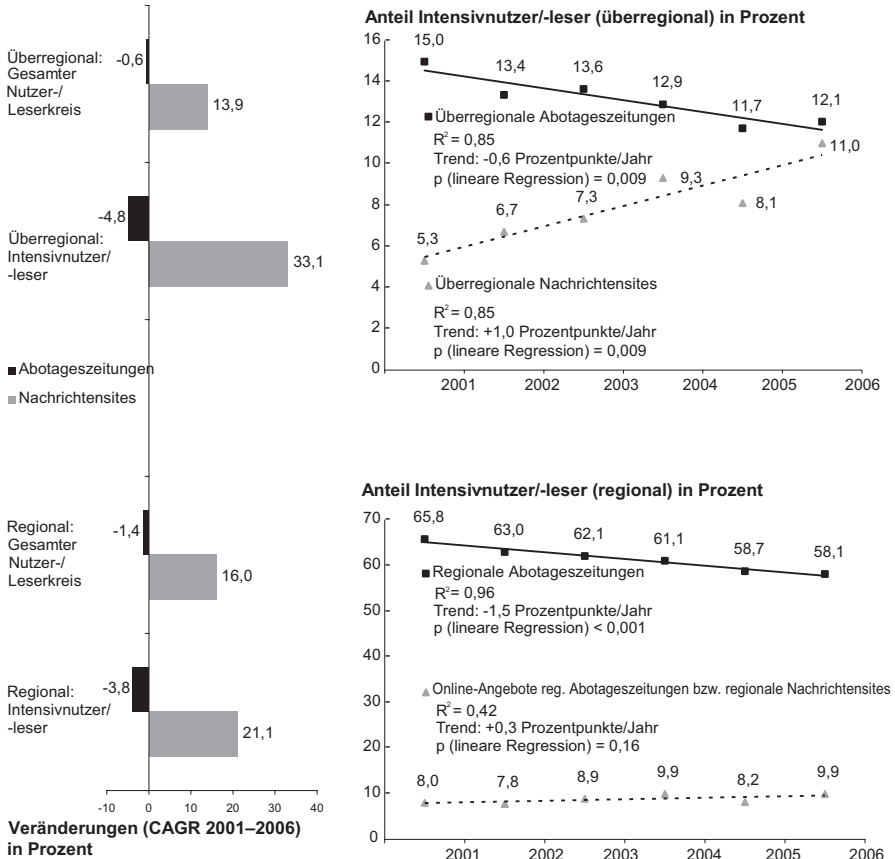 Überregional:
Gesamter
Nutzer-/
Leserkreis
-0,6
13,9
Überregional:
Intensivnutzer/
-leser
-4,8
33,1
Abotageszeitungen
Nachrichtensites
Regional:
Gesamter
Nutzer-/
Leserkreis
-1,4
16,0
Regional:
Intensivnutzer/
-leser
-3,8
21,1
-10 0 10 20 30 40
Veränderungen (CAGR 2001–2006)
in Prozent
Anteil Intensivnutzer/-leser (überregional) in Prozent
16
14
12
10
8
6
4
2
0
15,0 13,4 13,6 12,9 11,7 12,1
Überregionale Abotageszeitungen
R² = 0,85
Trend: -0,6 Prozentpunkte/Jahr
p (lineare Regression) = 0,009
5,3 6,7 7,3 9,3 8,1 11,0
Überregionale Nachrichtensites
R² = 0,85
Trend: +1,0 Prozentpunkte/Jahr
p (lineare Regression) = 0,009
2001 2002 2003 2004 2005 2006
Anteil Intensivnutzer/-leser (regional) in Prozent
70
60
50
40
30
20
10
0
65,8 63,0 62,1 61,1 58,7 58,1
Regionale Abotageszeitungen
R² = 0,96
Trend: -1,5 Prozentpunkte/Jahr
p (lineare Regression) < 0,001
Online-Angebote reg. Abotageszeitungen bzw. regionale Nachrichtensites
R² = 0,42
Trend: +0,3 Prozentpunkte/Jahr
p (lineare Regression) = 0,16
8,0 7,8 8,9 9,9 8,2 9,9
2001 2002 2003 2004 2005 2006